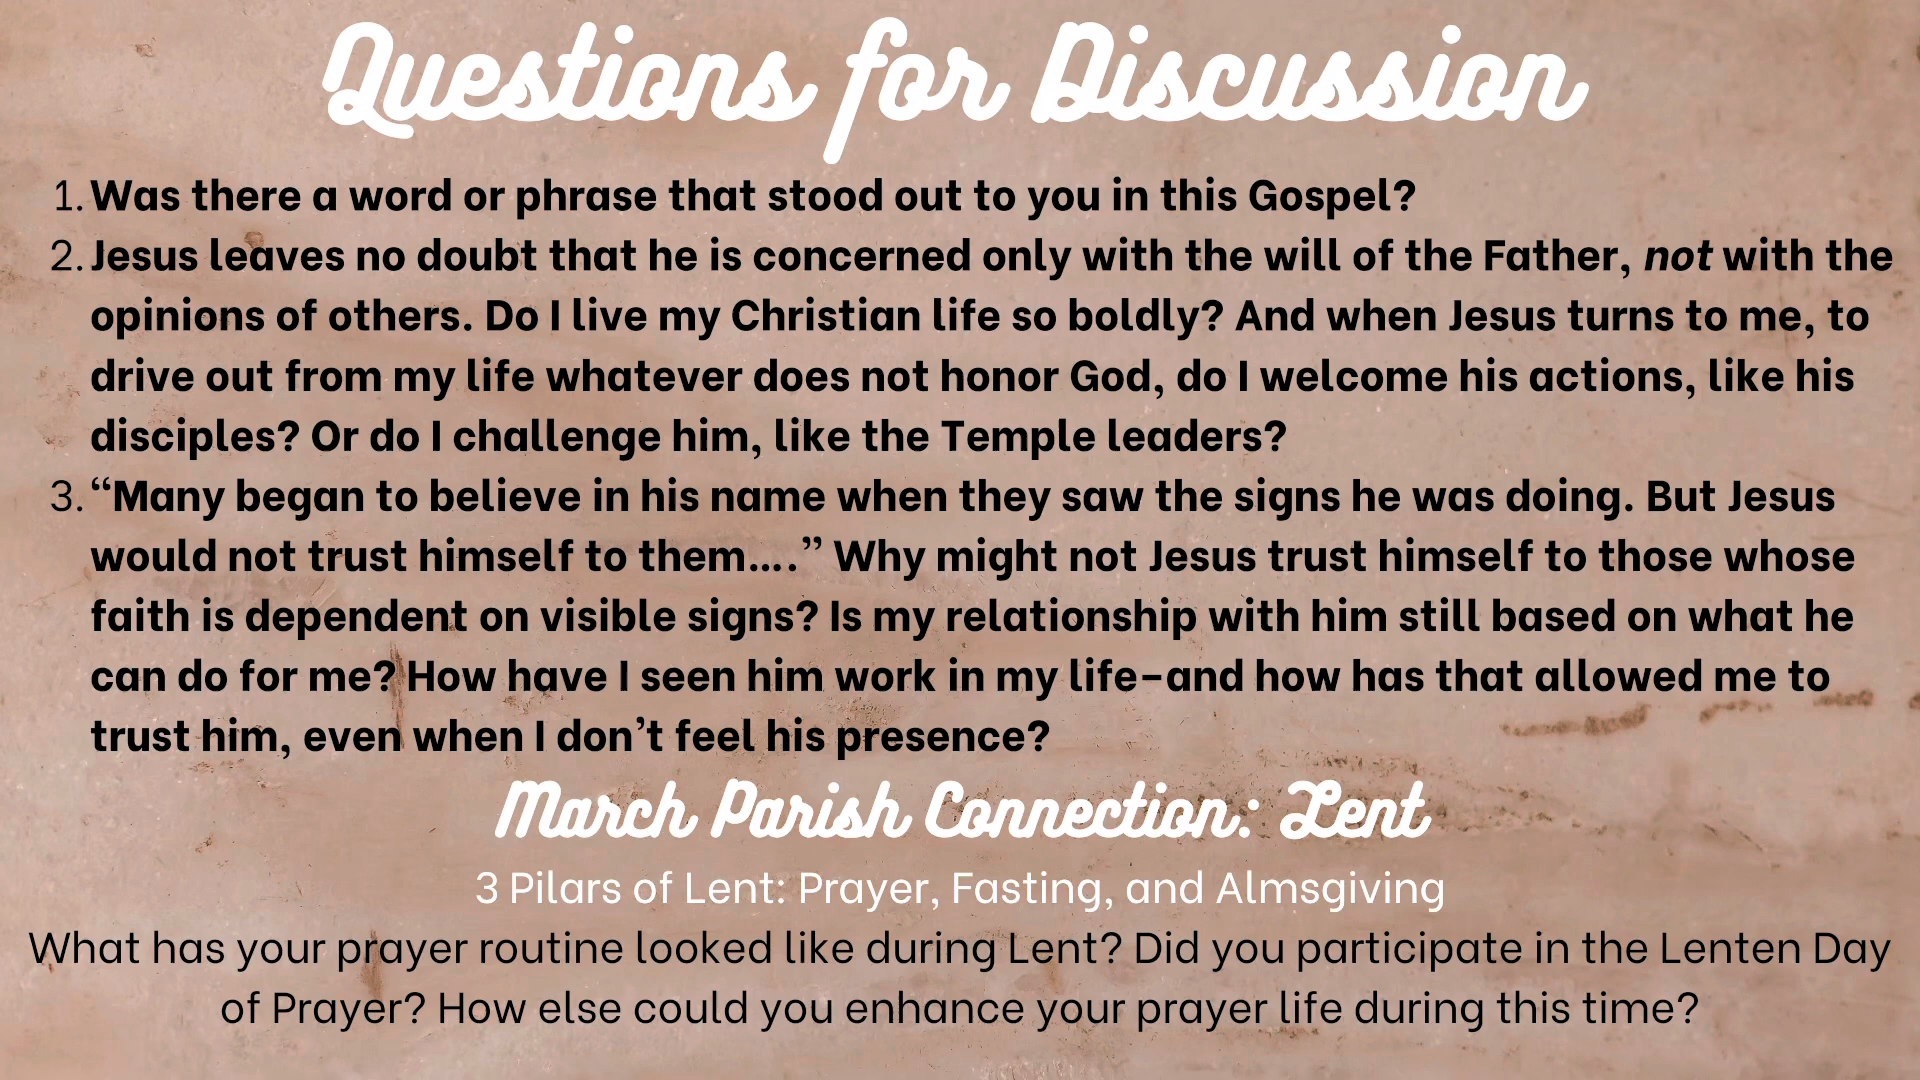 Questions for Discussion
1. Was there a word or phrase that stood out to you in this Gospel?
2. Jesus leaves no doubt that he is concerned only with the will of the Father, not with the
opinions of others. Do I live my Christian life so boldly? And when Jesus turns to me, to
drive out from my life whatever does not honor God, do I welcome his actions, like his
disciples? Or do I challenge him, like the Temple leaders?
3. “Many began to believe in his name when they saw the signs he was doing. But Jesus
would not trust himself to them….” Why might not Jesus trust himself to those whose
faith is dependent on visible signs? Is my relationship with him still based on what he
can do for me? How have I seen him work in my life–and how has that allowed me to
trust him, even when I don’t feel his presence?
March Parish Connection: Lent
3 Pilars of Lent: Prayer, Fasting, and Almsgiving
What has your prayer routine looked like during Lent? Did you participate in the Lenten Day
of Prayer? How else could you enhance your prayer life during this time?